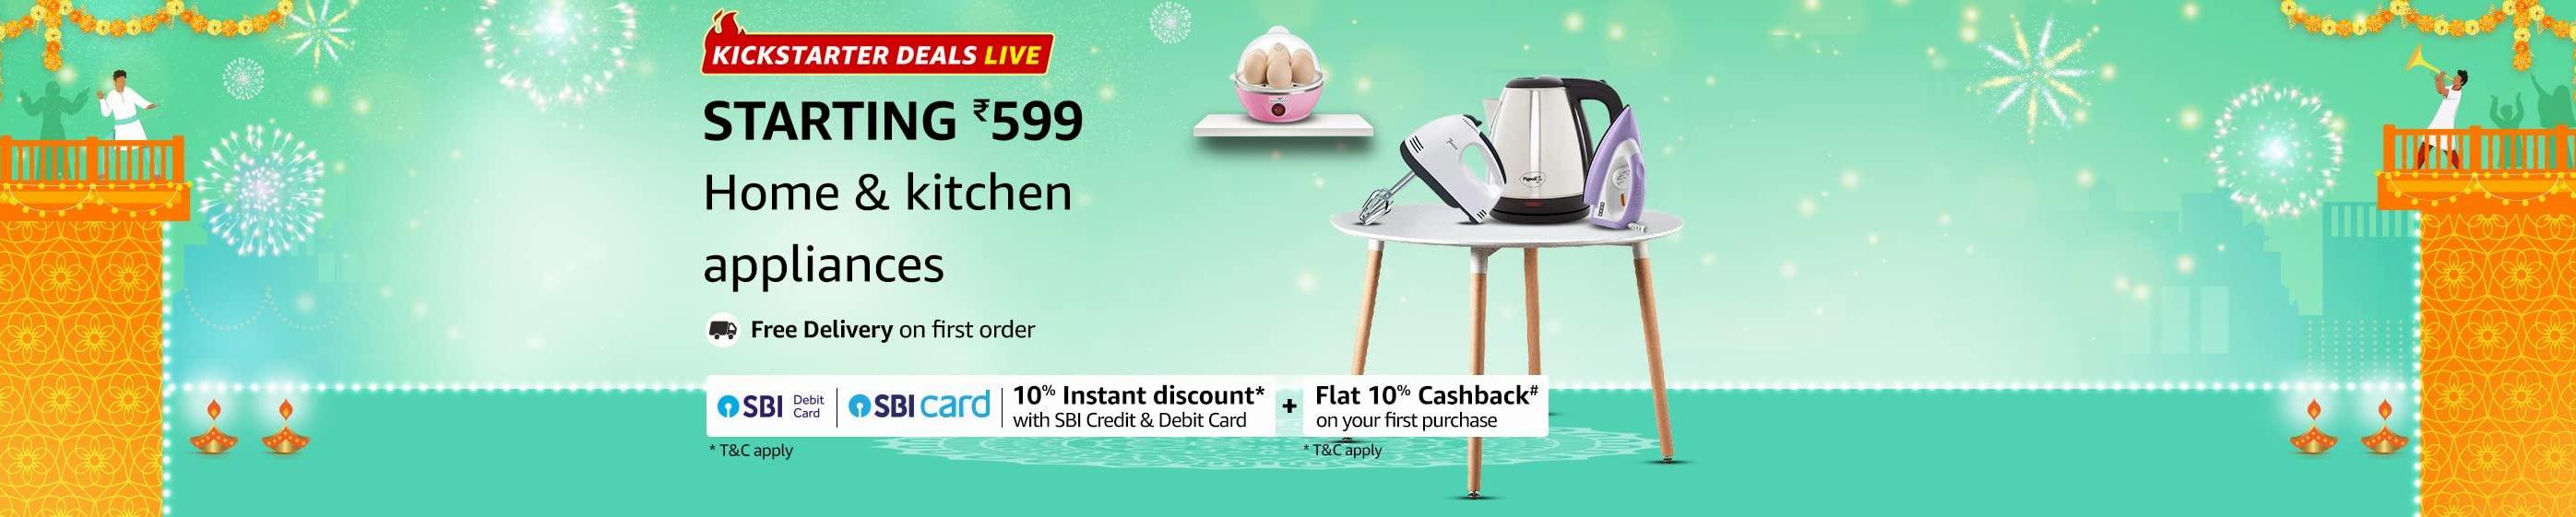 KICKSTARTER DEALS LIVE
STARTING ₹599
Home & kitchen
appliances
Free Delivery on first order
SBI Debit Card | SBI card | 10% Instant discount*
with SBI Credit & Debit Card
+
Flat 10% Cashback#
on your first purchase
* T&C apply
* T&C apply
Pigeon